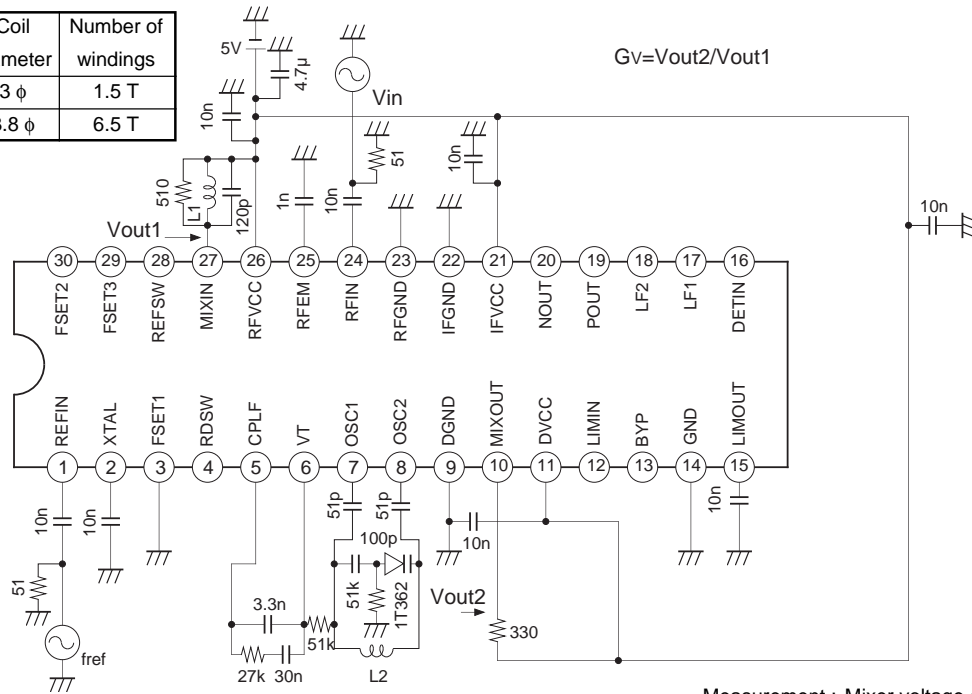 Coil
meter
Number of
windings
3 ϕ
1.5 T
.8 ϕ
6.5 T
5V
4.7μ
10n
Vin
GV=Vout2/Vout1
510
L1
120p
1n
10n
51
10n
10n
Vout1
30 29 28 27 26 25 24 23 22 21 20 19 18 17 16
FSET2 FSET3 REFSW MIXIN RFVCC RFEM RFIN RFGND IFGND IFVCC NOUT POUT LF2 LF1 DETIN
REFIN XTAL FSET1 RDSW CPLF VT OSC1 OSC2 DGND MIXOUT DVCC LIMIN BYP GND LIMOUT
1 2 3 4 5 6 7 8 9 10 11 12 13 14 15
10n
10n
51p
51p
10n
10n
100p
51
51k
1T362
Vout2
3.3n
51k
330
fref
27k
30n
L2